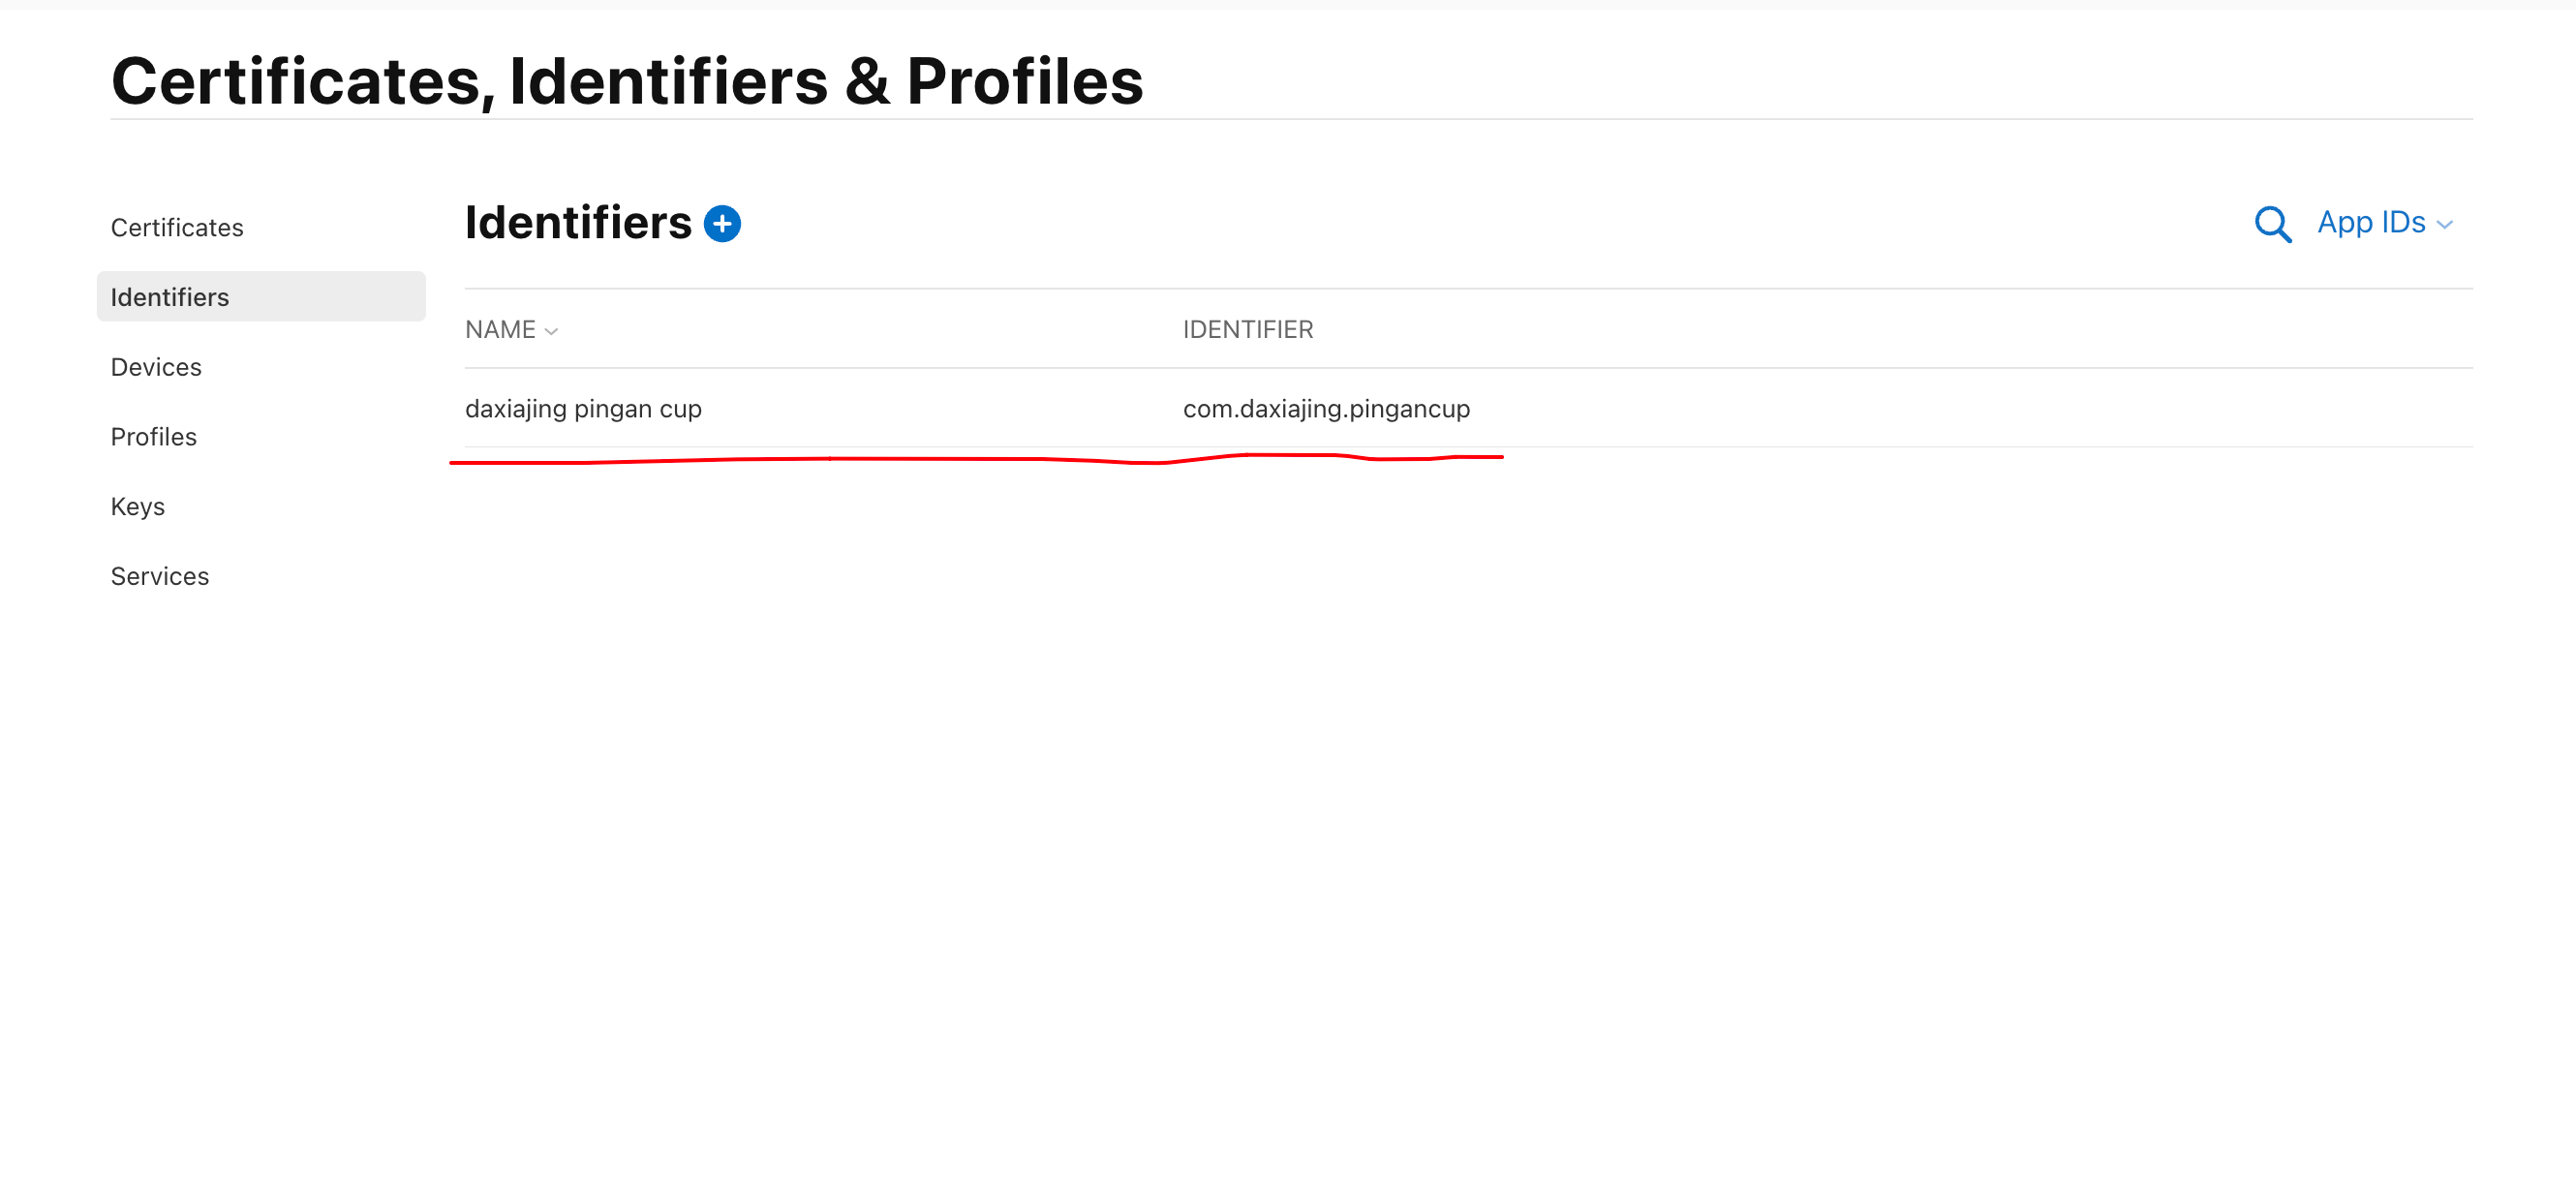 Certificates, Identifiers & Profiles
Certificates
Identifiers
Devices
Profiles
Keys
Services
Identifiers
App IDs
NAME IDENTIFIER
daxiajing pingan cup com.daxiajing.pingancup